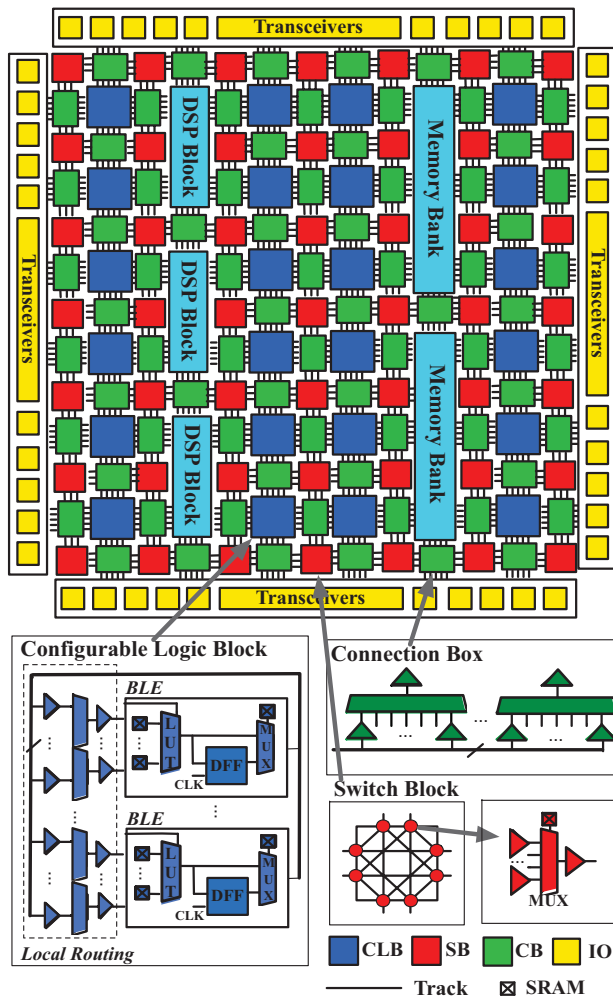 Transceivers
Transceivers
DSP Block
Memory Bank
Transceivers
DSP Block
Memory Bank
DSP Block
Transceivers
Configurable Logic Block
BLE
LUT
MUX
DFF
CLK
BLE
LUT
MUX
DFF
CLK
Local Routing
Connection Box
Switch Block
MUX
CLB
SB
CB
IO
Track
SRAM